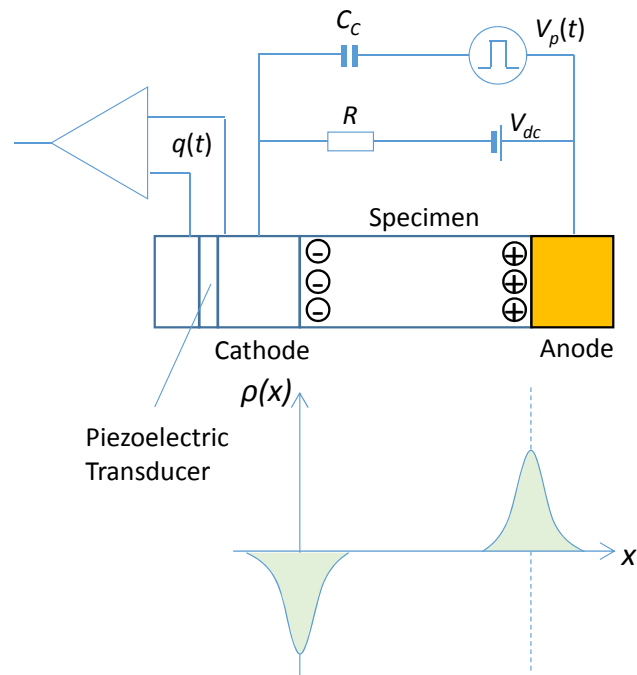 C_C
V_p(t)
R
V_dc
q(t)
Specimen
- +
- +
- +
Cathode
Anode
ρ(x)
Piezoelectric
Transducer
x